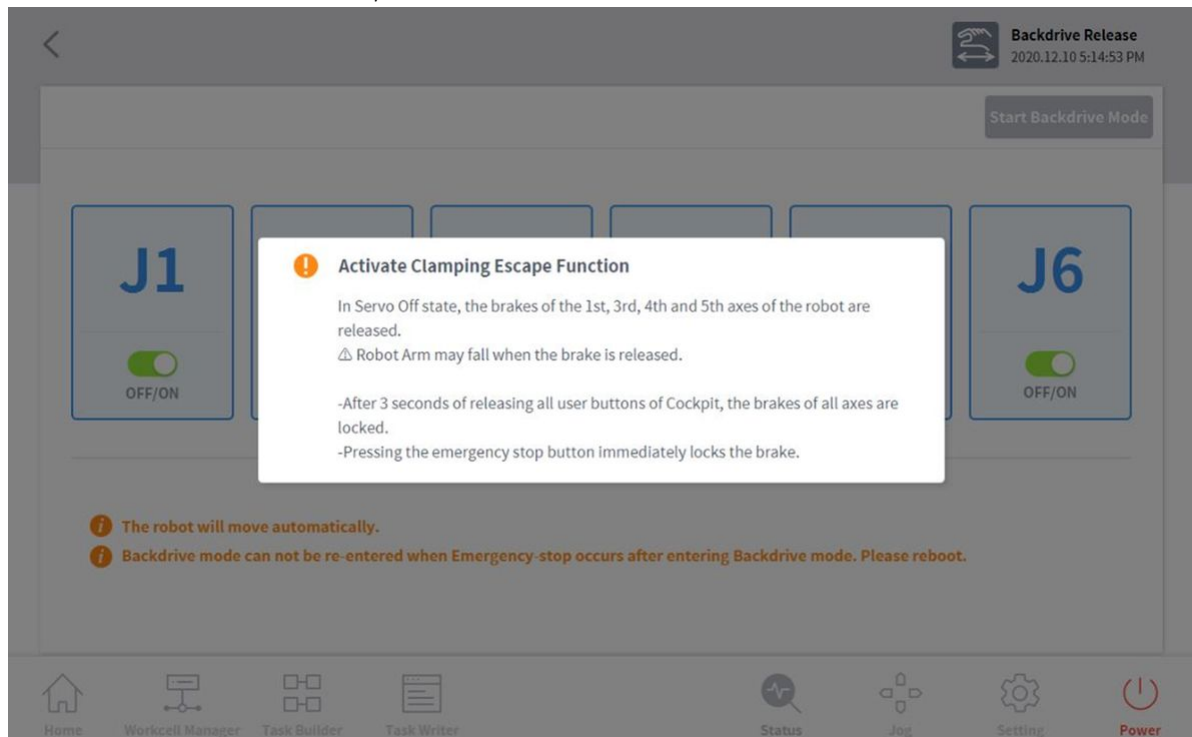 Backdrive Release
2020.12.10 5:14:53 PM
Start Backdrive Mode
J1
J6
OFF/ON
OFF/ON
Activate Clamping Escape Function
In Servo Off state, the brakes of the 1st, 3rd, 4th and 5th axes of the robot are
released.
⚠ Robot Arm may fall when the brake is released.
-After 3 seconds of releasing all user buttons of Cockpit, the brakes of all axes are
locked.
-Pressing the emergency stop button immediately locks the brake.
The robot will move automatically.
Backdrive mode can not be re-entered when Emergency-stop occurs after entering Backdrive mode. Please reboot.
Home Workcell Manager Task Builder Task Writer Status Jog Setting Power